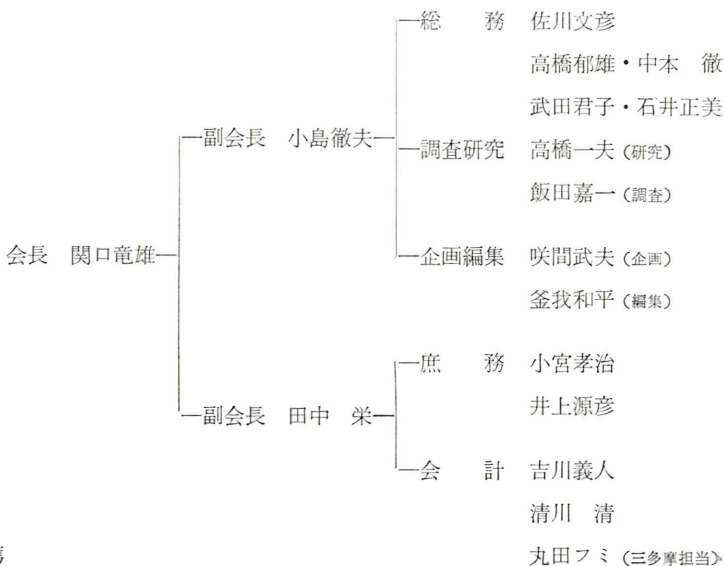 総　務　佐川文彦
高橋郁雄・中本　徹
武田君子・石井正美
副会長　小島徹夫
調査研究　高橋一夫（研究）
飯田嘉一（調査）
会長　関口竜雄
企画編集　咲間武夫（企画）
釜我和平（編集）
庶　務　小宮孝治
井上源彦
副会長　田中　栄
会　計　吉川義人
清川　清
丸田フミ（三多摩担当）